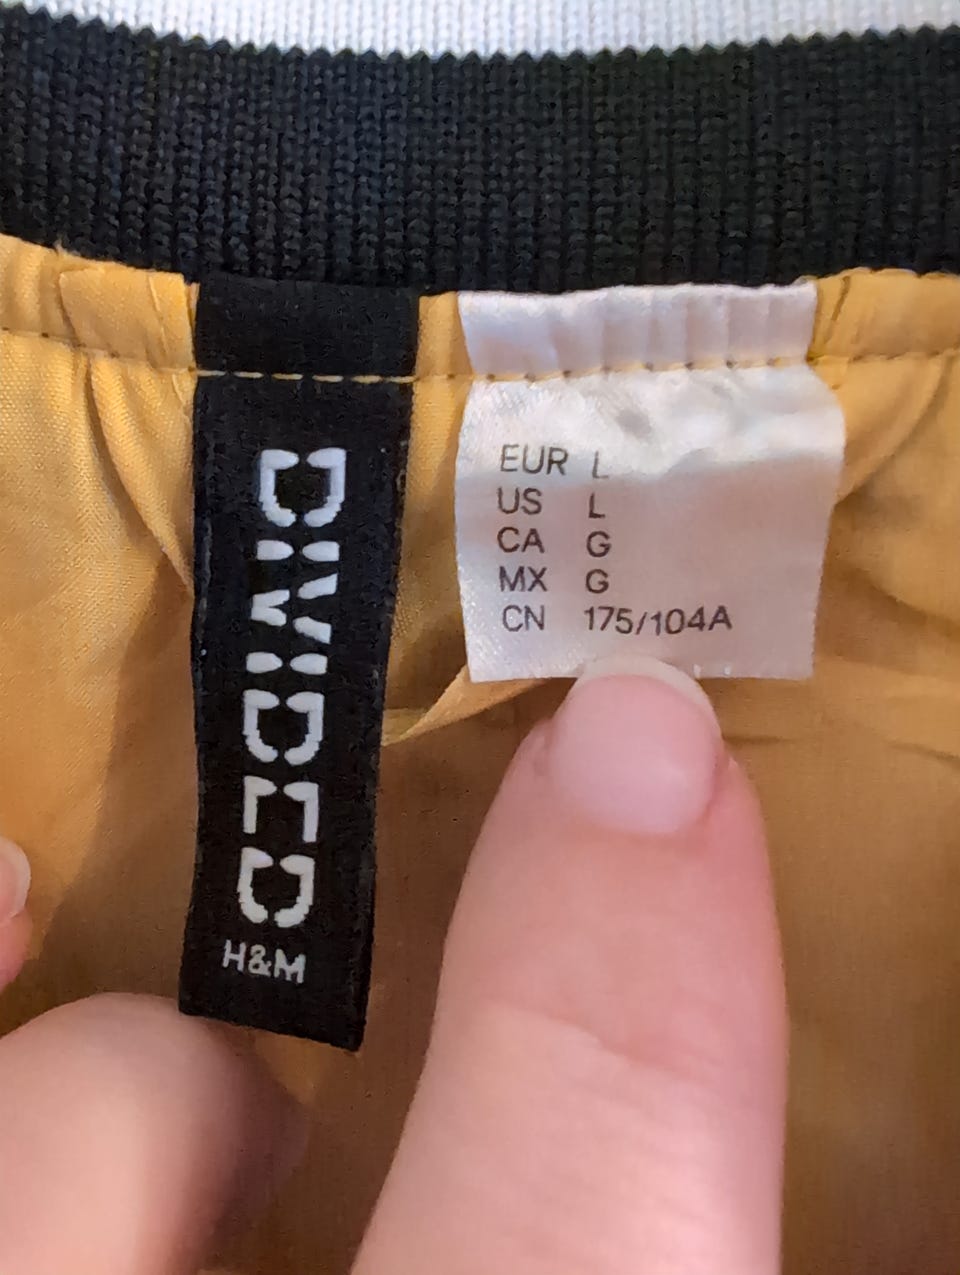 DIVIDED
H&M
EUR L
US L
CA G
MX G
CN 175/104A